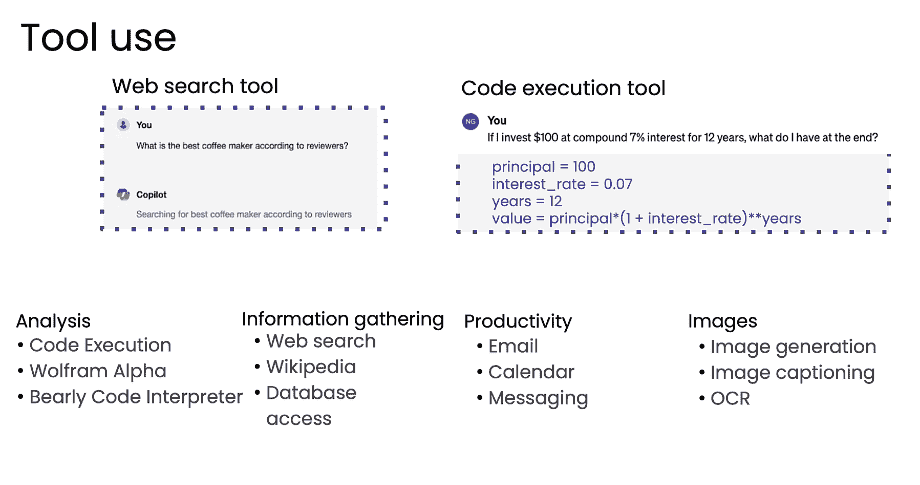 Tool use
Web search tool
You
What is the best coffee maker according to reviewers?
Copilot
Searching for best coffee maker according to reviewers
Code execution tool
NG
You
If I invest $100 at compound 7% interest for 12 years, what do I have at the end?
principal = 100
interest_rate = 0.07
years = 12
value = principal*(1 + interest_rate)**years
Analysis
• Code Execution
• Wolfram Alpha
• Bearly Code Interpreter
Information gathering
• Web search
• Wikipedia
• Database
access
Productivity
• Email
• Calendar
• Messaging
Images
• Image generation
• Image captioning
• OCR